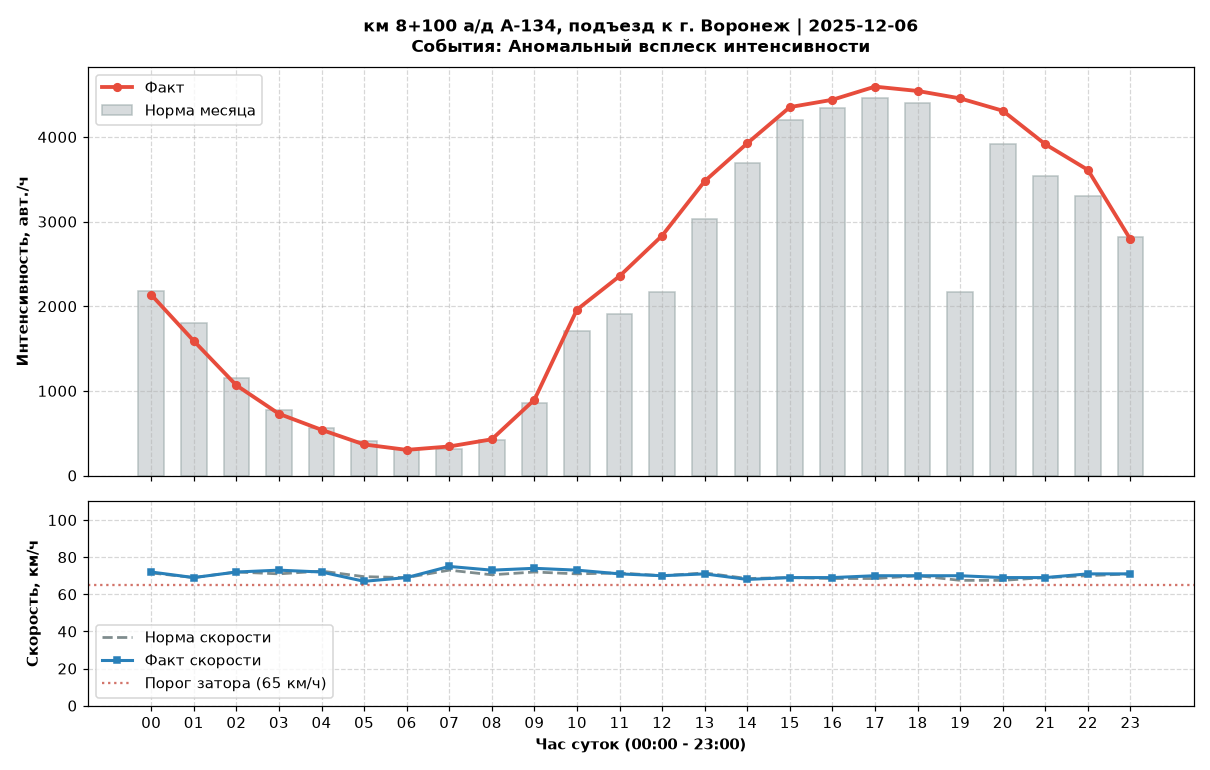 км 8+100 а/д А-134, подъезд к г. Воронеж | 2025-12-06
События: Аномальный всплеск интенсивности
Факт
Норма месяца
Интенсивность, авт./ч
4000
3000
2000
1000
0
Скорость, км/ч
100
80
60
40
20
0
Норма скорости
Факт скорости
Порог затора (65 км/ч)
00 01 02 03 04 05 06 07 08 09 10 11 12 13 14 15 16 17 18 19 20 21 22 23
Час суток (00:00 - 23:00)